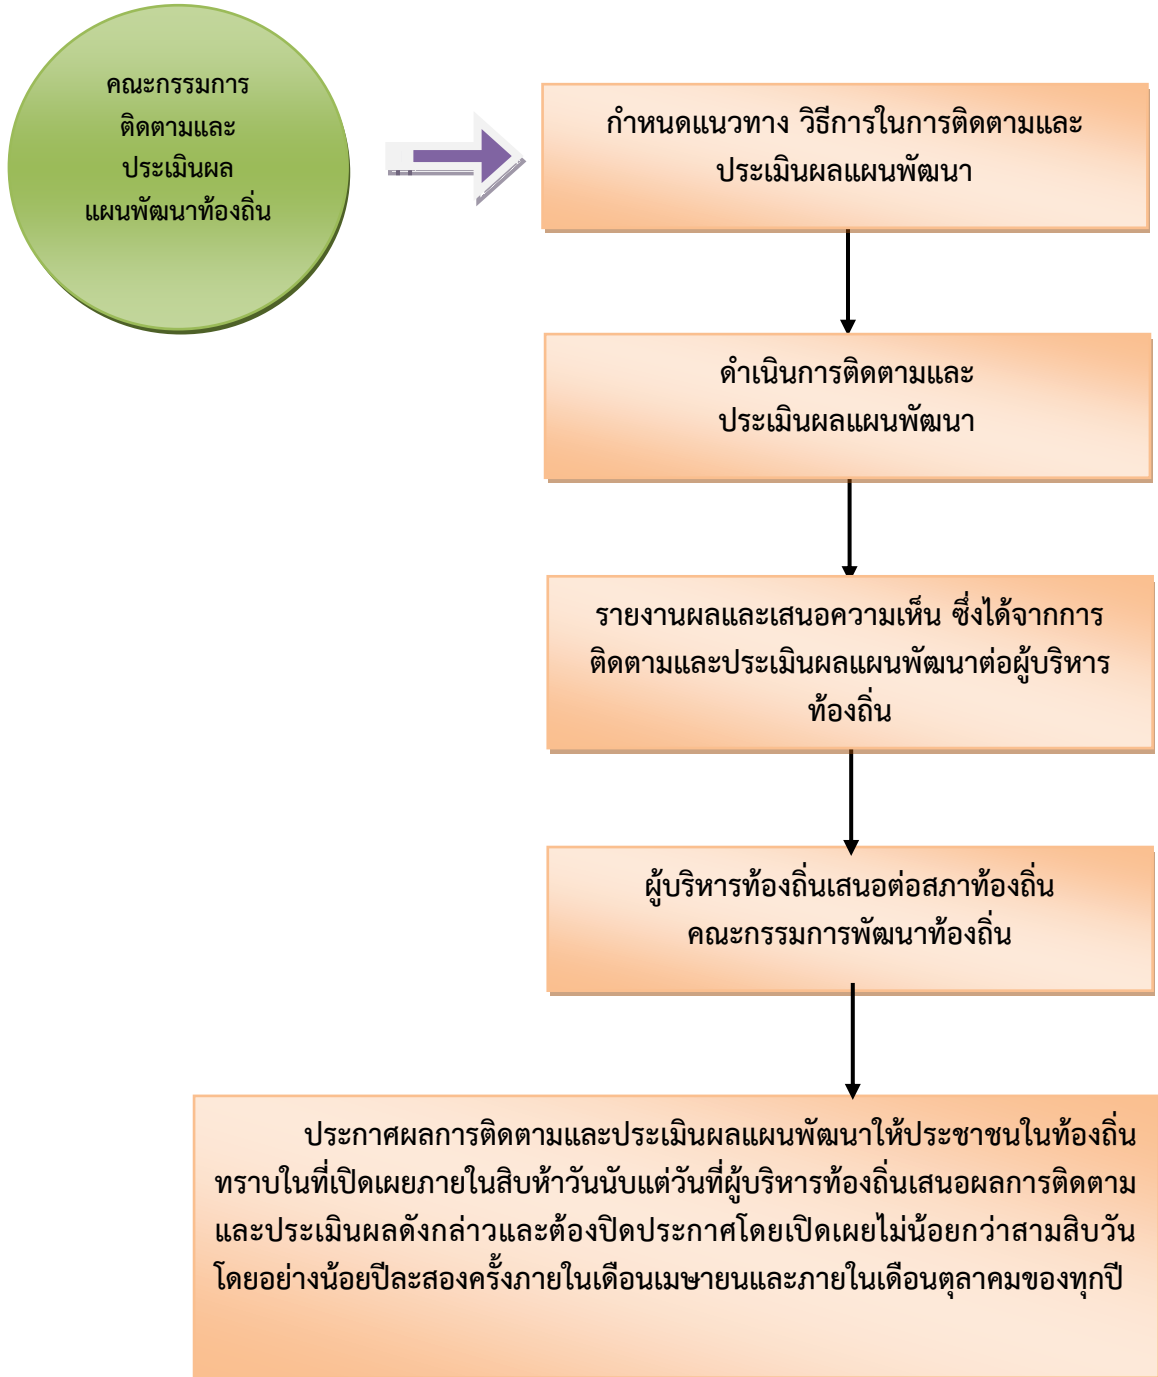 คณะกรรมการ
ติดตามและ
ประเมินผล
แผนพัฒนาท้องถิ่น
กำหนดแนวทาง วิธีการในการติดตามและ
ประเมินผลแผนพัฒนา
ดำเนินการติดตามและ
ประเมินผลแผนพัฒนา
รายงานผลและเสนอความเห็น ซึ่งได้จากการ
ติดตามและประเมินผลแผนพัฒนาต่อผู้บริหาร
ท้องถิ่น
ผู้บริหารท้องถิ่นเสนอต่อสภาท้องถิ่น
คณะกรรมการพัฒนาท้องถิ่น
ประกาศผลการติดตามและประเมินผลแผนพัฒนาให้ประชาชนในท้องถิ่น
ทราบในที่เปิดเผยภายในสิบห้าวันนับแต่วันที่ผู้บริหารท้องถิ่นเสนอผลการติดตาม
และประเมินผลดังกล่าวและต้องปิดประกาศโดยเปิดเผยไม่น้อยกว่าสามสิบวัน
โดยอย่างน้อยปีละสองครั้งภายในเดือนเมษายนและภายในเดือนตุลาคมของทุกปี